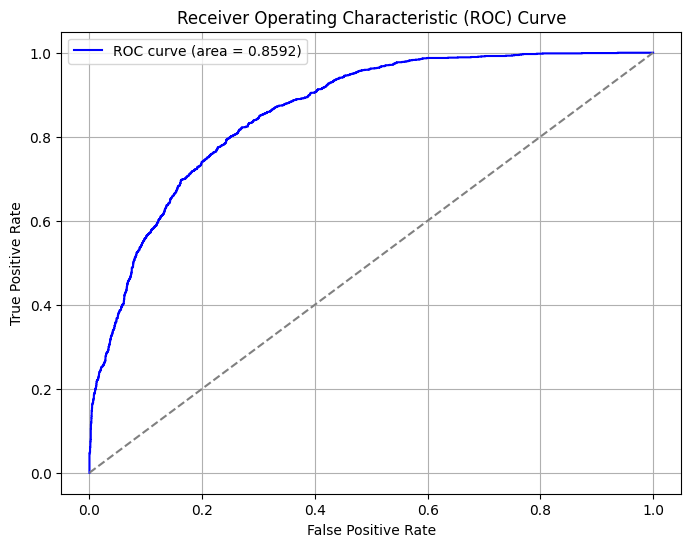 Receiver Operating Characteristic (ROC) Curve
ROC curve (area = 0.8592)
True Positive Rate
1.0
0.8
0.6
0.4
0.2
0.0
0.0 0.2 0.4 0.6 0.8 1.0
False Positive Rate